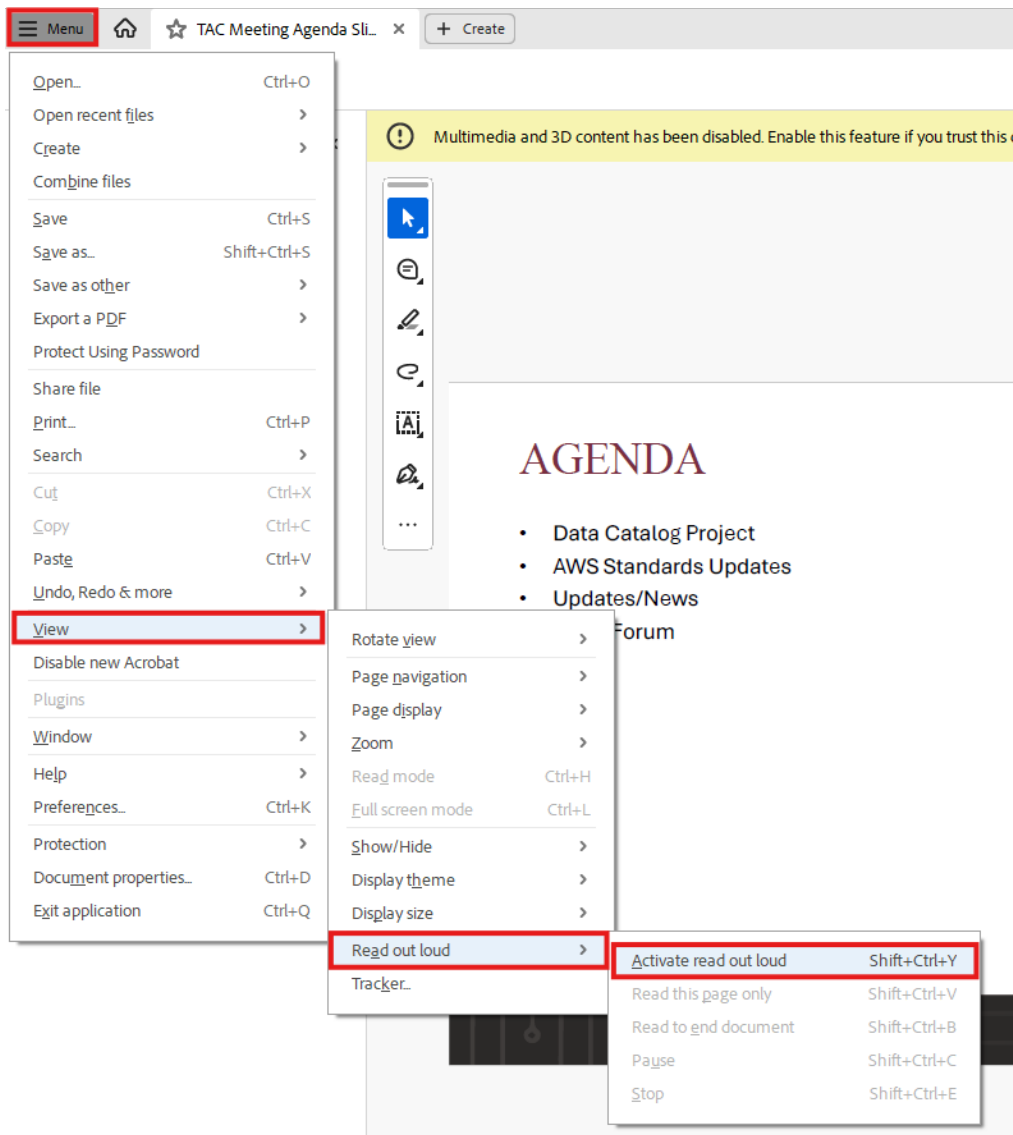 Menu
TAC Meeting Agenda Sli...
Create
Open...	Ctrl+O
Open recent files
Create
Combine files
Save	Ctrl+S
Save as...	Shift+Ctrl+S
Save as other
Export a PDF
Protect Using Password
Share file
Print...	Ctrl+P
Search
Cut	Ctrl+X
Copy	Ctrl+C
Paste	Ctrl+V
Undo, Redo & more
View
Disable new Acrobat
Plugins
Window
Help
Preferences...	Ctrl+K
Protection
Document properties...	Ctrl+D
Exit application	Ctrl+Q
Multimedia and 3D content has been disabled. Enable this feature if you trust this
AGENDA
• Data Catalog Project
• AWS Standards Updates
• Updates/News
Forum
Rotate view
Page navigation
Page display
Zoom
Read mode	Ctrl+H
Full screen mode	Ctrl+L
Show/Hide
Display theme
Display size
Read out loud
Tracker...
Activate read out loud	Shift+Ctrl+Y
Read this page only	Shift+Ctrl+V
Read to end document	Shift+Ctrl+B
Pause	Shift+Ctrl+C
Stop	Shift+Ctrl+E